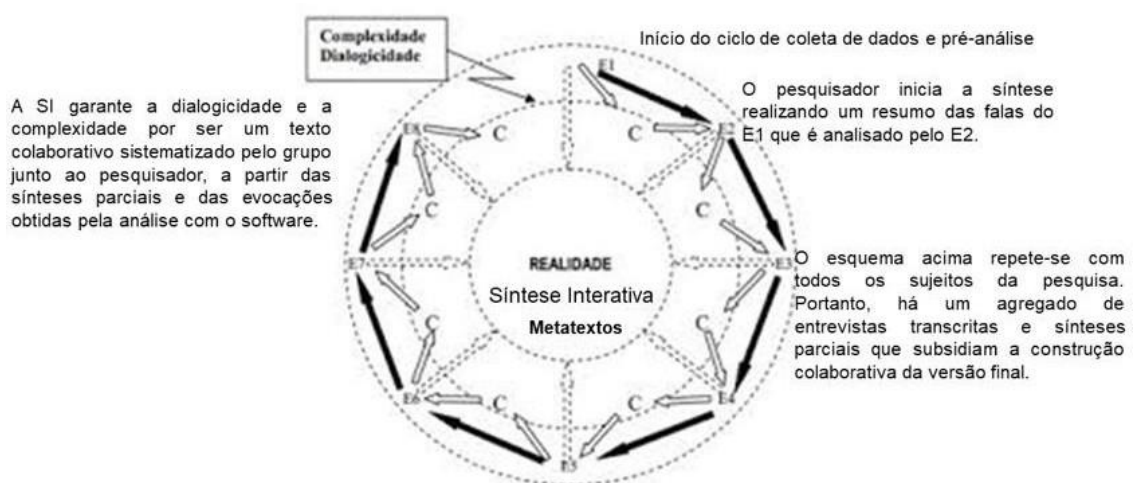 Complexidade
Dialogicidade
Início do ciclo de coleta de dados e pré-análise
O pesquisador inicia a síntese
realizando um resumo das falas do
E1 que é analisado pelo E2.
A SI garante a dialogicidade e a
complexidade por ser um texto
colaborativo sistematizado pelo grupo
junto ao pesquisador, a partir das
sínteses parciais e das evocações
obtidas pela análise com o software.
E1
E8
C
C
E2
C
C
E7
REALIDADE
Síntese Interativa
Metatextos
E3
O esquema acima repete-se com
todos os sujeitos da pesquisa.
Portanto, há um agregado de
entrevistas transcritas e sínteses
parciais que subsidiam a construção
colaborativa da versão final.
C
C
E6
C
C
E4
E5